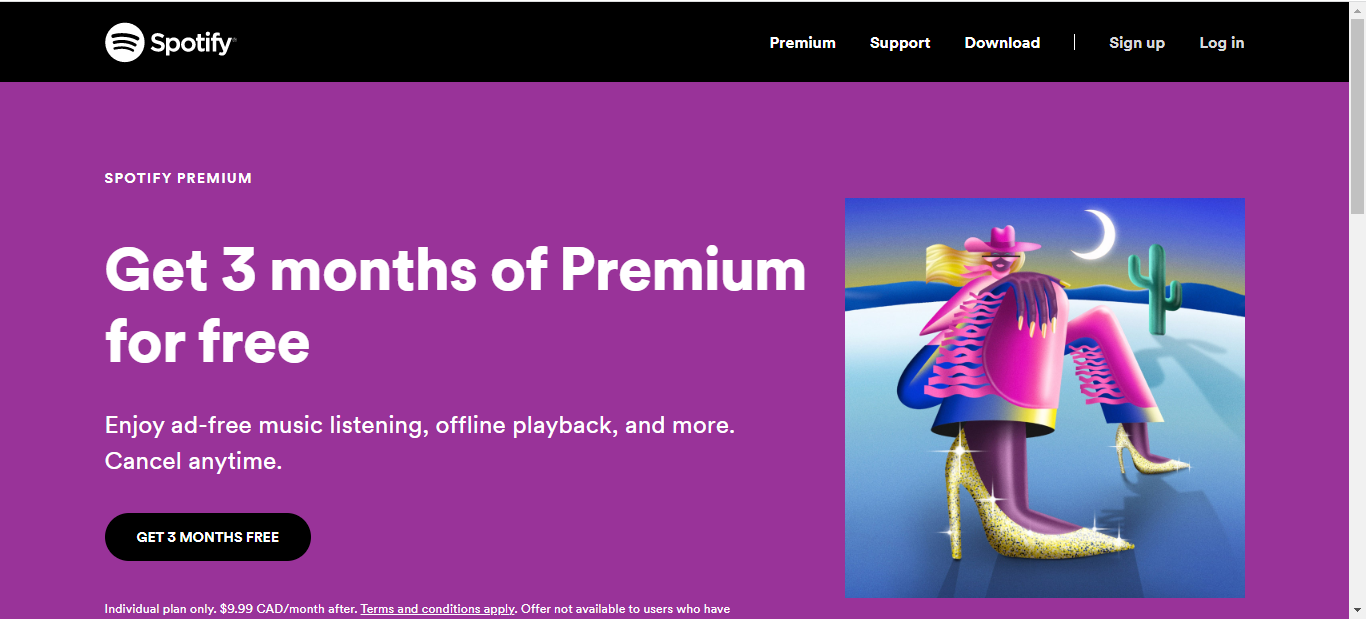 Spotify®
Premium Support Download | Sign up Log in
SPOTIFY PREMIUM
Get 3 months of Premium
for free
Enjoy ad-free music listening, offline playback, and more.
Cancel anytime.
GET 3 MONTHS FREE
Individual plan only. $9.99 CAD/month after. Terms and conditions apply. Offer not available to users who have